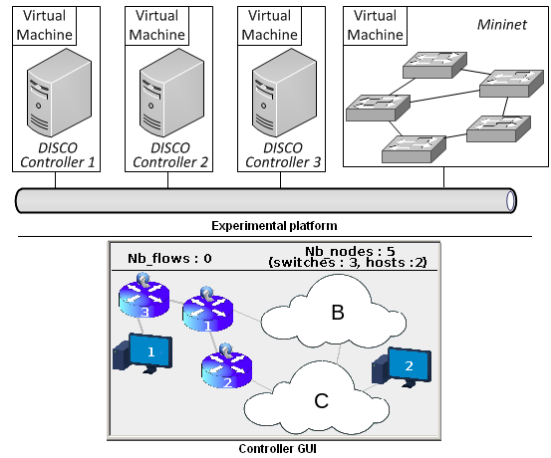 Virtual
Machine
DISCO
Controller 1
Virtual
Machine
DISCO
Controller 2
Virtual
Machine
DISCO
Controller 3
Virtual
Machine
Mininet
Experimental platform
Nb_flows : 0
Nb_nodes : 5
(switches : 3, hosts :2)
3
1
B
1
2
C
2
Controller GUI